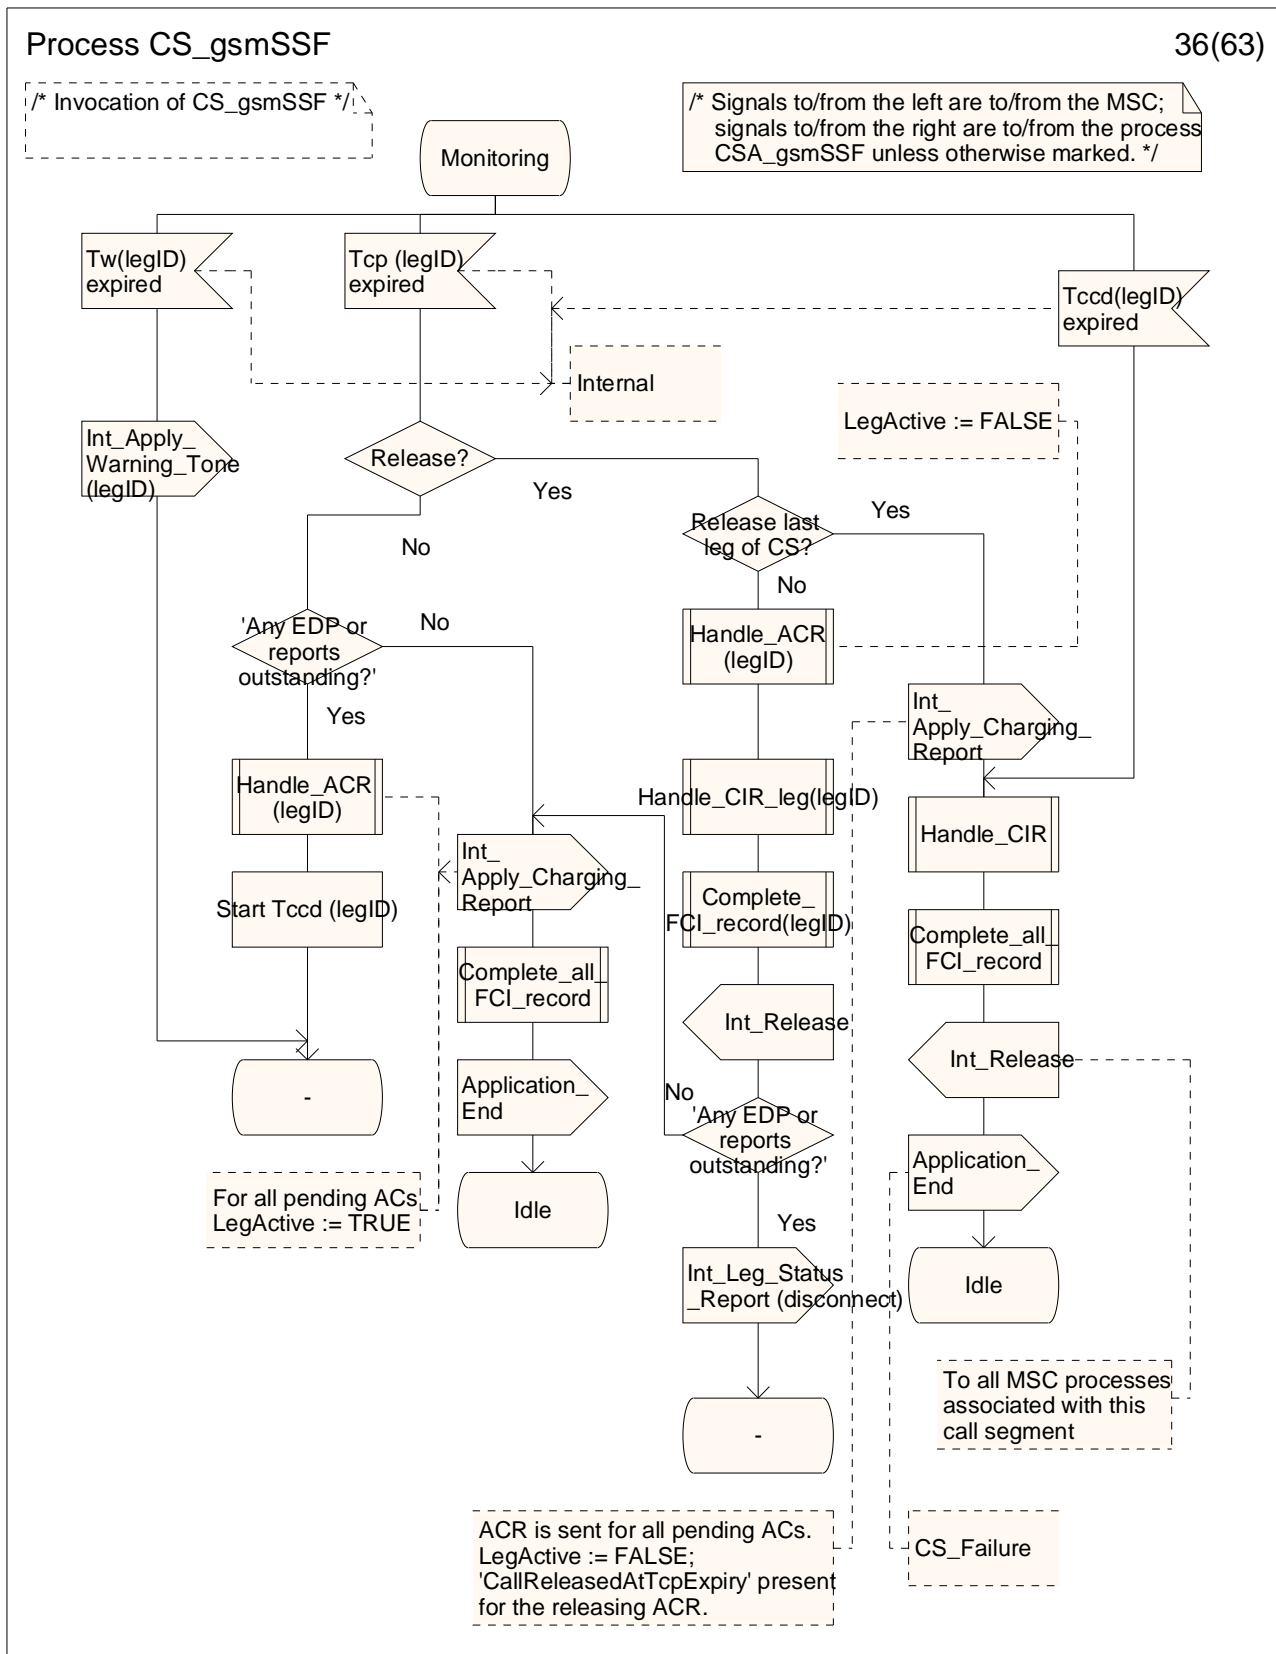 Process CS_gsmSSF
36(63)
/* Invocation of CS_gsmSSF */
/* Signals to/from the left are to/from the MSC;
signals to/from the right are to/from the process
CSA_gsmSSF unless otherwise marked. */
Monitoring
Tw(legID)
expired
Tcp (legID)
expired
Tccd(legID)
expired
Internal
LegActive := FALSE
Int_Apply_
Warning_Tone
(legID)
Release?
Yes
No
Release last
leg of CS?
Yes
No
'Any EDP or
reports
outstanding?'
No
Yes
Handle_ACR
(legID)
Int_
Apply_Charging_
Report
Handle_ACR
(legID)
Handle_CIR_leg(legID)
Handle_CIR
Int_
Apply_Charging_
Report
Start Tccd (legID)
Complete_
FCI_record(legID)
Complete_all_
FCI_record
Complete_all_
FCI_record
Int_Release
Int_Release
-
Application_
End
No
'Any EDP or
reports
outstanding?'
Yes
Application_
End
For all pending ACs
LegActive := TRUE
Idle
Int_Leg_Status
_Report (disconnect)
Idle
To all MSC processes
associated with this
call segment
-
ACR is sent for all pending ACs.
LegActive := FALSE;
'CallReleasedAtTcpExpiry' present
for the releasing ACR.
CS_Failure